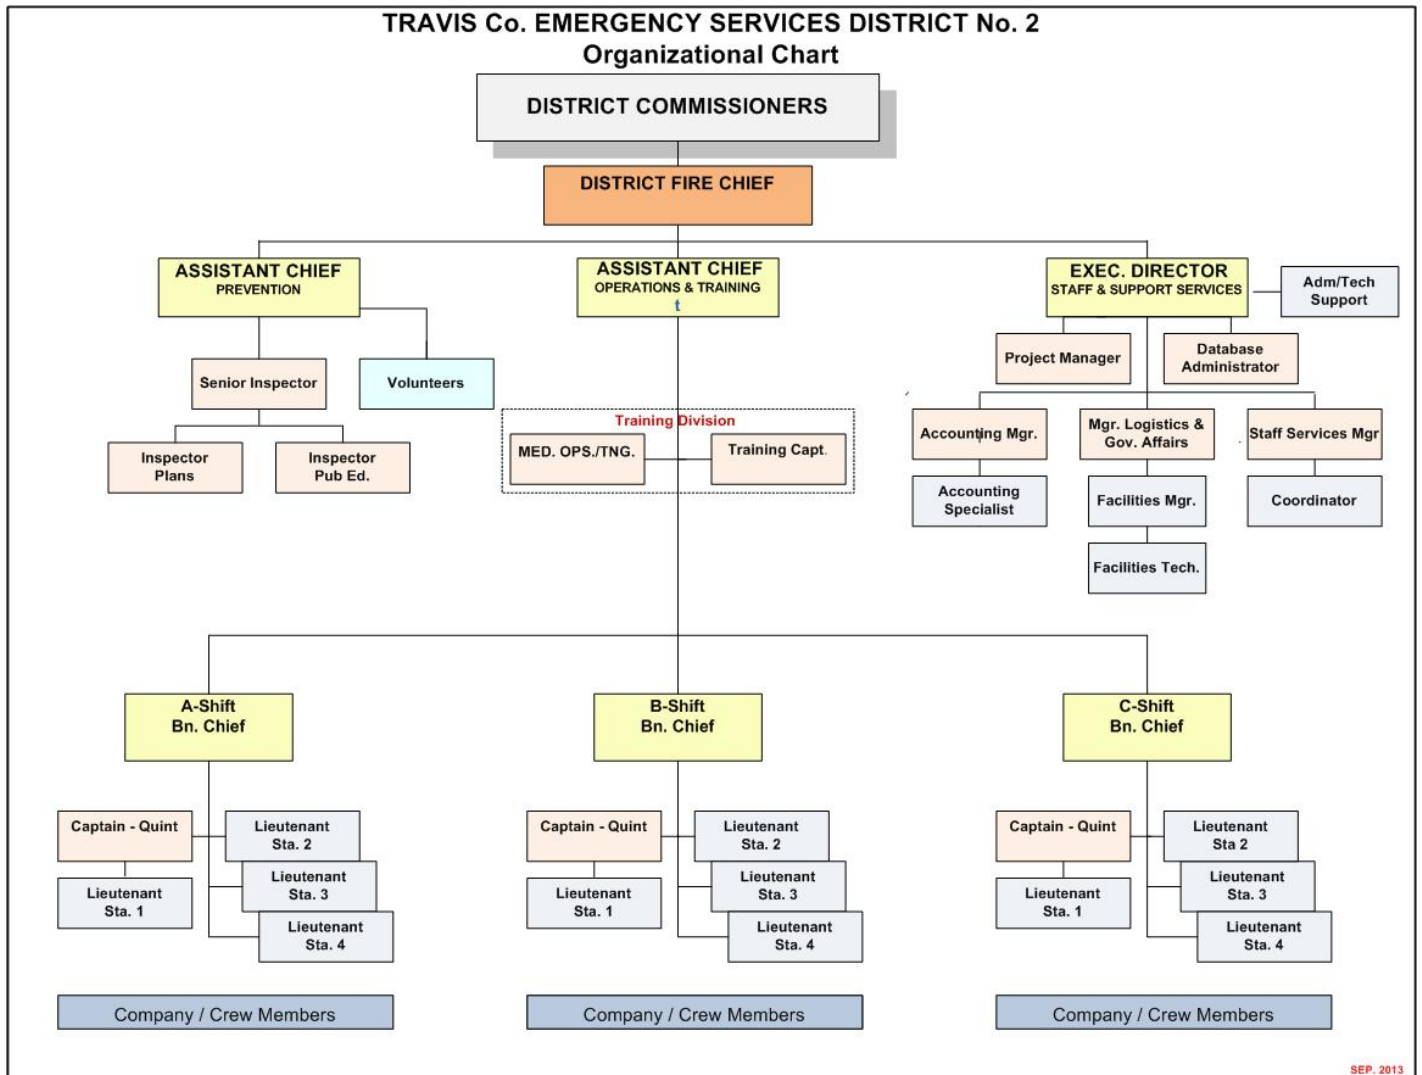 TRAVIS Co. EMERGENCY SERVICES DISTRICT No. 2
Organizational Chart
DISTRICT COMMISSIONERS
DISTRICT FIRE CHIEF
ASSISTANT CHIEF
PREVENTION
ASSISTANT CHIEF
OPERATIONS & TRAINING
t
EXEC. DIRECTOR
STAFF & SUPPORT SERVICES
Adm/Tech
Support
Senior Inspector
Volunteers
Project Manager
Database
Administrator
Inspector
Plans
Inspector
Pub Ed.
Training Division
MED. OPS./TNG.
Training Capt.
Accounting Mgr.
Mgr. Logistics &
Gov. Affairs
Staff Services Mgr
Accounting
Specialist
Facilities Mgr.
Coordinator
Facilities Tech.
A-Shift
Bn. Chief
B-Shift
Bn. Chief
C-Shift
Bn. Chief
Captain - Quint
Lieutenant
Sta. 2
Lieutenant
Sta. 1
Lieutenant
Sta. 3
Lieutenant
Sta. 4
Captain - Quint
Lieutenant
Sta. 2
Lieutenant
Sta. 1
Lieutenant
Sta. 3
Lieutenant
Sta. 4
Captain - Quint
Lieutenant
Sta 2
Lieutenant
Sta. 1
Lieutenant
Sta. 3
Lieutenant
Sta. 4
Company / Crew Members
Company / Crew Members
Company / Crew Members
SEP. 2013